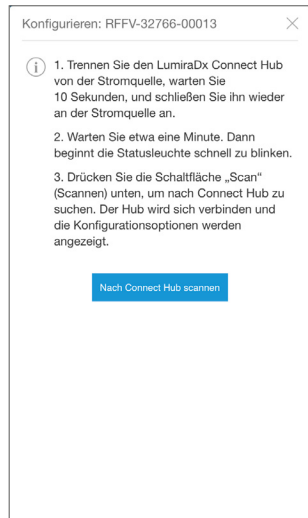 Konfigurieren: RFFV-32766-00013
1. Trennen Sie den LumiraDx Connect Hub
von der Stromquelle, warten Sie
10 Sekunden, und schließen Sie ihn wieder
an der Stromquelle an.
2. Warten Sie etwa eine Minute. Dann
beginnt die Statusleuchte schnell zu blinken.
3. Drücken Sie die Schaltfläche „Scan“
(Scannen) unten, um nach Connect Hub zu
suchen. Der Hub wird sich verbinden und
die Konfigurationsoptionen werden
angezeigt.
Nach Connect Hub scannen